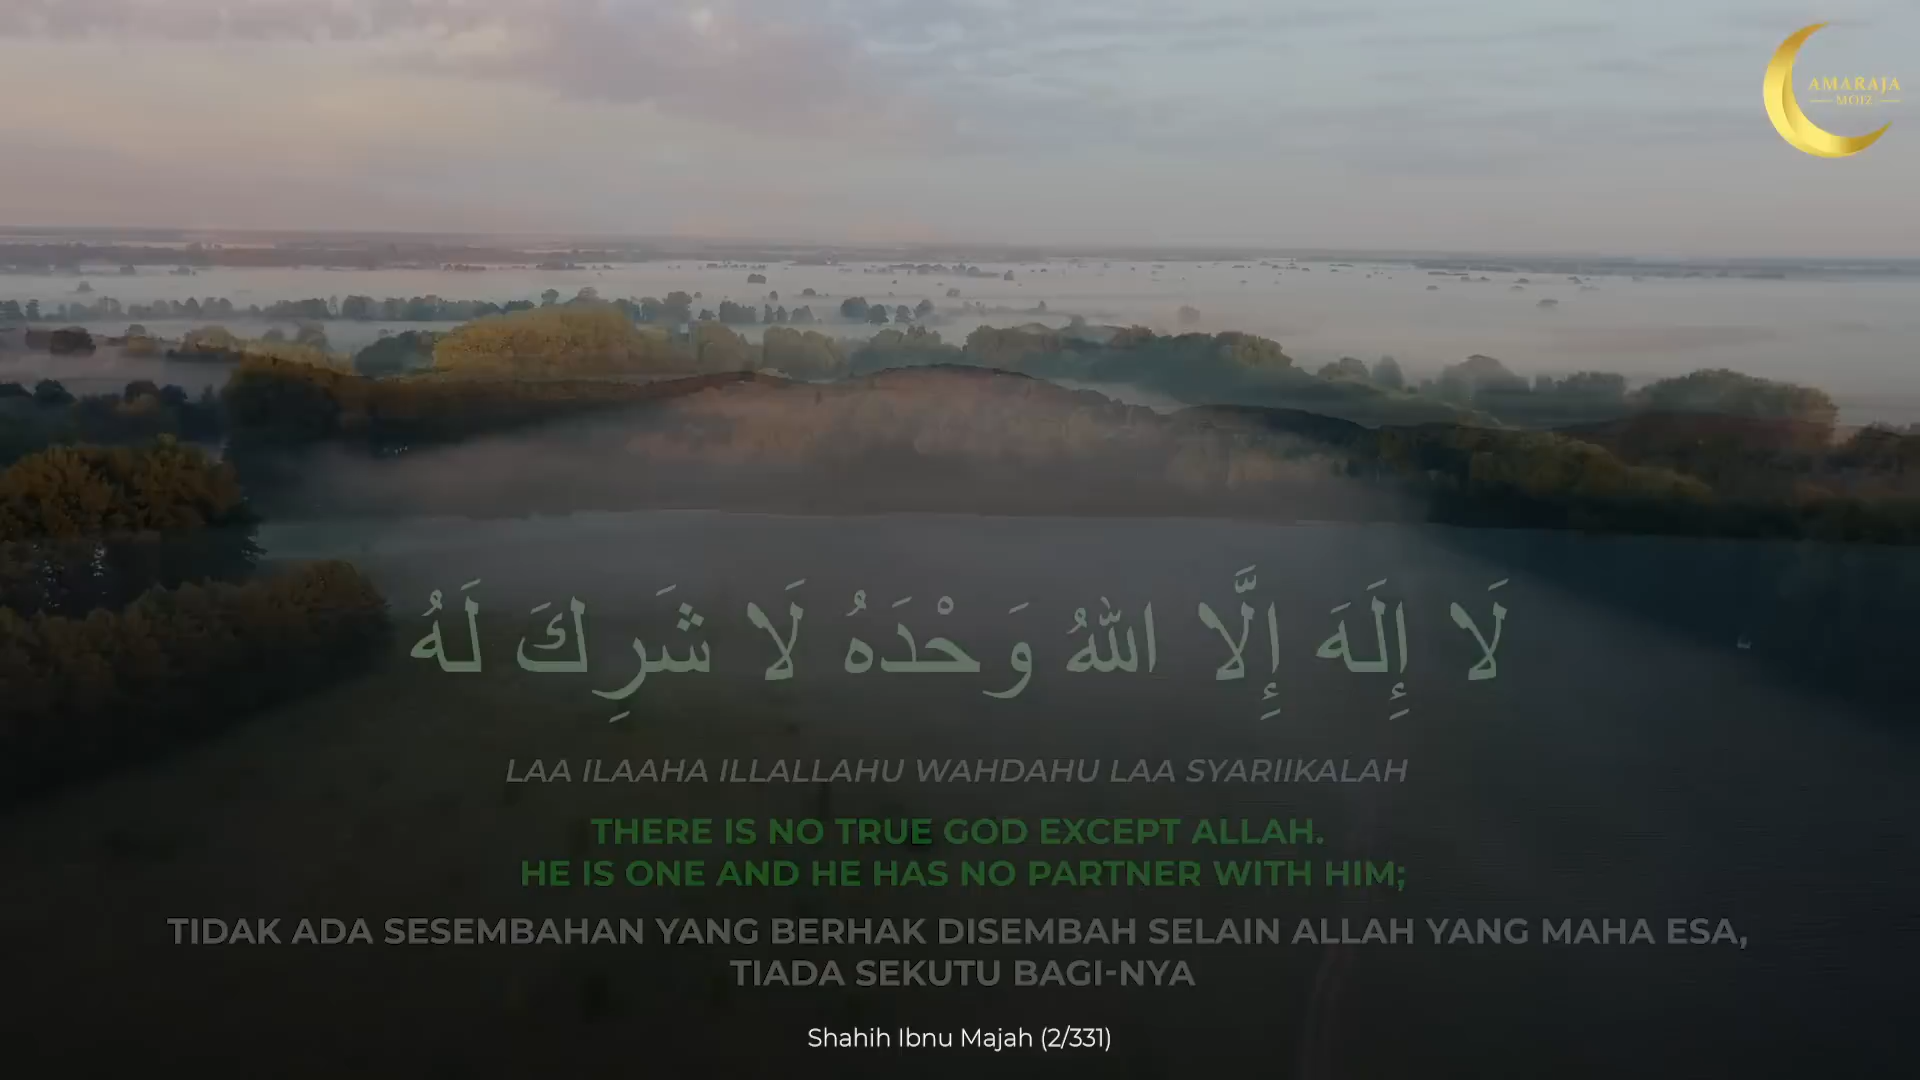 AMARAJA
MOIZ
لَا إِلَهَ إِلَّا اللهُ وَحْدَهُ لَا شَرِكَ لَهُ
LAA ILAAHA ILLALLAHU WAHDAHU LAA SYARIIKALAH
THERE IS NO TRUE GOD EXCEPT ALLAH.
HE IS ONE AND HE HAS NO PARTNER WITH HIM;
TIDAK ADA SESEMBAHAN YANG BERHAK DISEMBAH SELAIN ALLAH YANG MAHA ESA,
TIADA SEKUTU BAGI-NYA
Shahih Ibnu Majah (2/331)